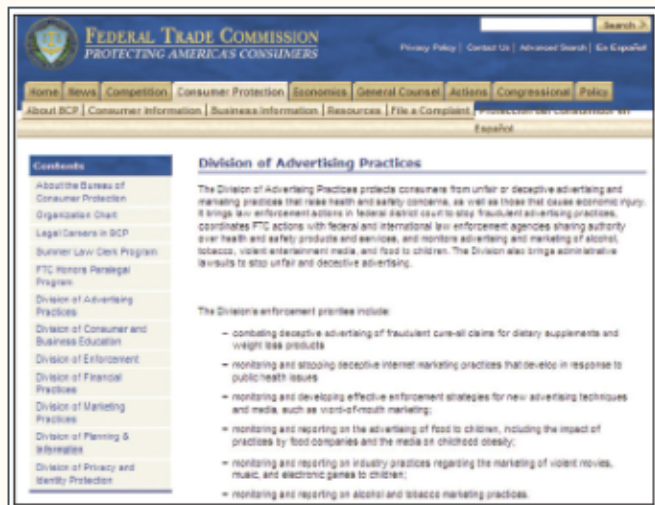 Search
FEDERAL TRADE COMMISSION
PROTECTING AMERICA'S CONSUMERS
Privacy Policy | Contact Us | Advanced Search | En Español
Home News Competition Consumer Protection Economics General Counsel Actions Congressional Policy
About BCP | Consumer Information | Business Information | Resources | File a Complaint
Español
Contents
About the Bureau of
Consumer Protection
Organization Chart
Legal Careers in BCP
Summer Law Clerk Program
FTC Honors Paralegal
Program
Division of Advertising
Practices
Division of Consumer and
Business Education
Division of Enforcement
Division of Financial
Practices
Division of Marketing
Practices
Division of Planning &
Information
Division of Privacy and
Identity Protection
Division of Advertising Practices
The Division of Advertising Practices protects consumers from unfair or deceptive advertising and
marketing practices that raise health and safety concerns, as well as those that cause economic injury.
It brings law enforcement actions in federal district court to stop fraudulent advertising practices,
coordinates FTC actions with federal and international law enforcement agencies sharing authority
over health and safety products and services, and monitors advertising and marketing of alcohol,
tobacco, violent entertainment media, and food to children. The Division also brings administrative
lawsuits to stop unfair and deceptive advertising.
The Division's enforcement priorities include:
– combating deceptive advertising of fraudulent cure-all claims for dietary supplements and
weight loss products
– monitoring and stopping deceptive internet marketing practices that develop in response to
public health issues
– monitoring and developing effective enforcement strategies for new advertising techniques
and media, such as word-of-mouth marketing;
– monitoring and reporting on the advertising of food to children, including the impact of
practices by food companies and the media on childhood obesity;
– monitoring and reporting on industry practices regarding the marketing of violent movies,
music, and electronic games to children;
– monitoring and reporting on alcohol and tobacco marketing practices.